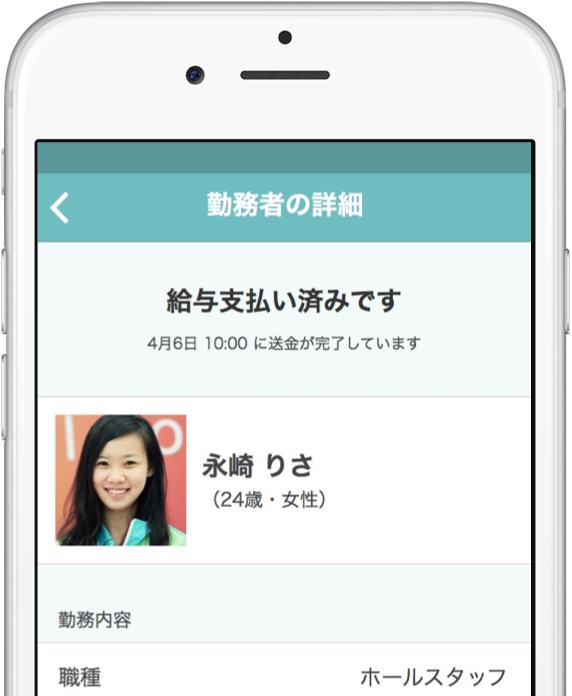 勤務者の詳細
給与支払い済みです
4月6日 10:00 に送金が完了しています
永崎 りさ
（24歳・女性）
勤務内容
職種 ホールスタッフ